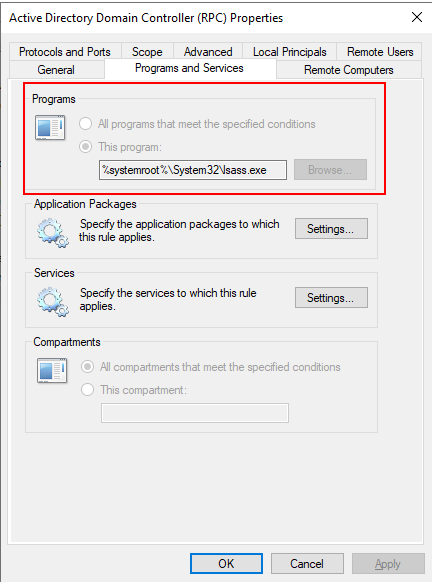 Active Directory Domain Controller (RPC) Properties
Protocols and Ports Scope Advanced Local Principals Remote Users
General Programs and Services Remote Computers
Programs
All programs that meet the specified conditions
This program:
%systemroot%\System32\lsass.exe Browse...
Application Packages
Specify the application packages to which
this rule applies.
Settings...
Services
Specify the services to which this rule
applies.
Settings...
Compartments
All compartments that meet the specified conditions
This compartment:
OK Cancel Apply